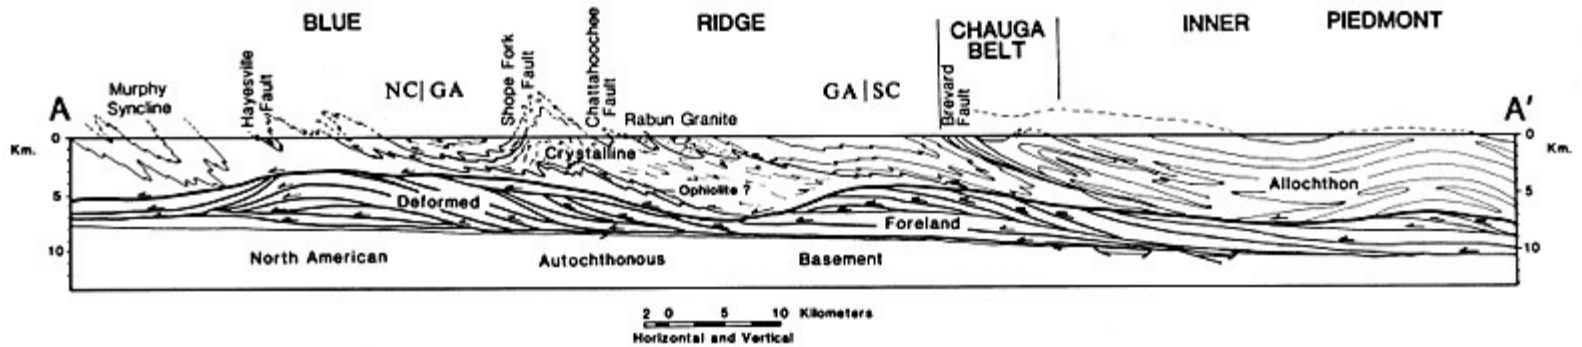 BLUE
RIDGE
CHAUGA
BELT
INNER
PIEDMONT
A
Murphy
Syncline
Hayesville
Fault
NC|GA
Shope Fork
Fault
Chattahoochee
Fault
Rabun Granite
GA|SC
Brevard
Fault
A'
0
Km.
5
10
0
Km.
5
10
Crystalline
Ophiolite ?
Allochthon
Deformed
Foreland
North American
Autochthonous
Basement
2 0 5 10 Kilometers
Horizontal and Vertical